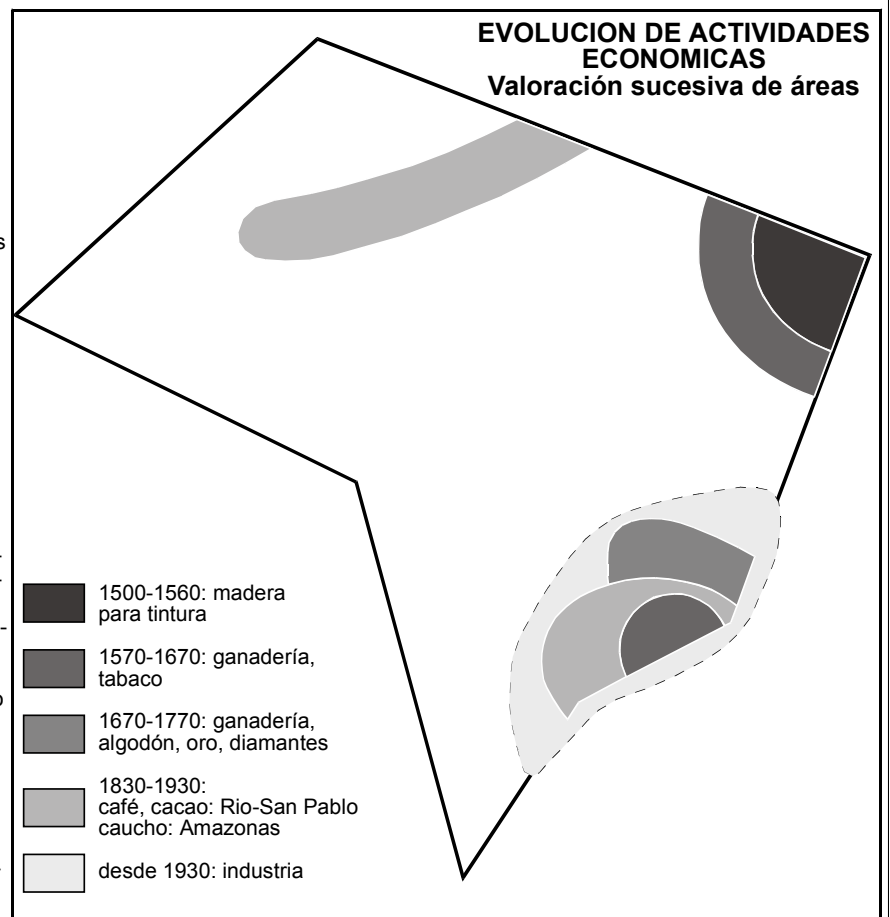 EVOLUCION DE ACTIVIDADES
ECONOMICAS
Valoración sucesiva de áreas
1500-1560: madera
para tintura
1570-1670: ganadería,
tabaco
1670-1770: ganadería,
algodón, oro, diamantes
1830-1930:
café, cacao: Rio-San Pablo
caucho: Amazonas
desde 1930: industria